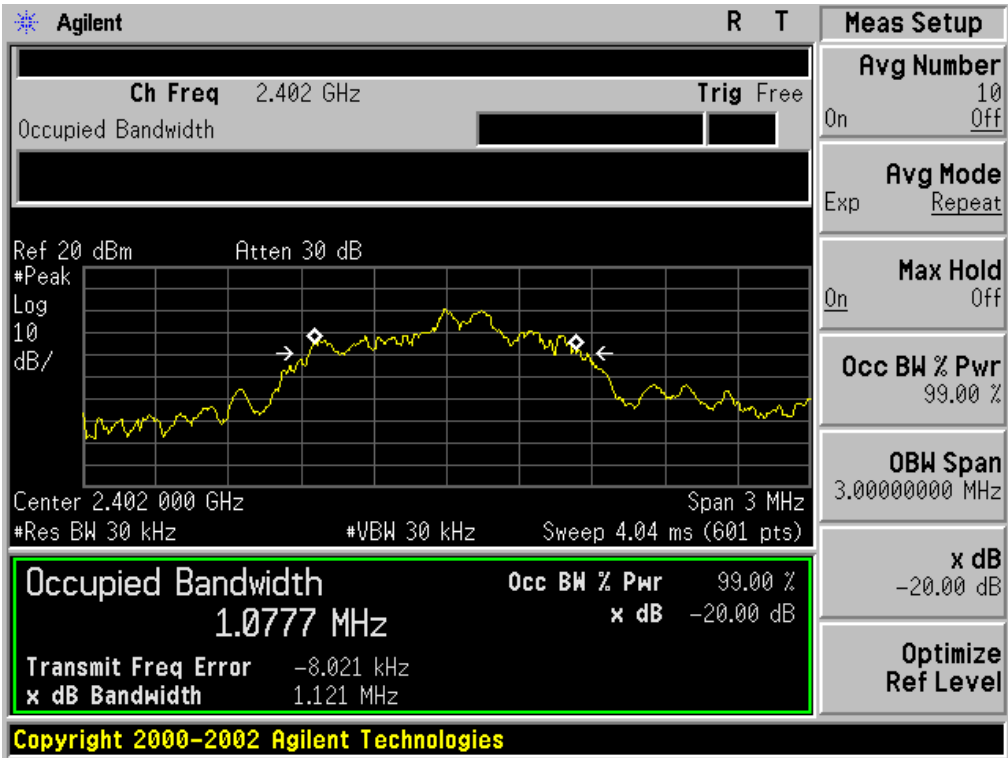 Agilent R T Meas Setup
Avg Number
10
On Off
Ch Freq 2.402 GHz Trig Free
Occupied Bandwidth
Avg Mode
Exp Repeat
Ref 20 dBm Atten 30 dB
#Peak
Log
10
dB/
Max Hold
On Off
Occ BW % Pwr
99.00 %
OBW Span
3.00000000 MHz
Center 2.402 000 GHz Span 3 MHz
#Res BW 30 kHz #VBW 30 kHz Sweep 4.04 ms (601 pts)
x dB
-20.00 dB
Occupied Bandwidth Occ BW % Pwr 99.00 %
1.0777 MHz x dB -20.00 dB
Transmit Freq Error -8.021 kHz
x dB Bandwidth 1.121 MHz
Optimize
Ref Level
Copyright 2000-2002 Agilent Technologies